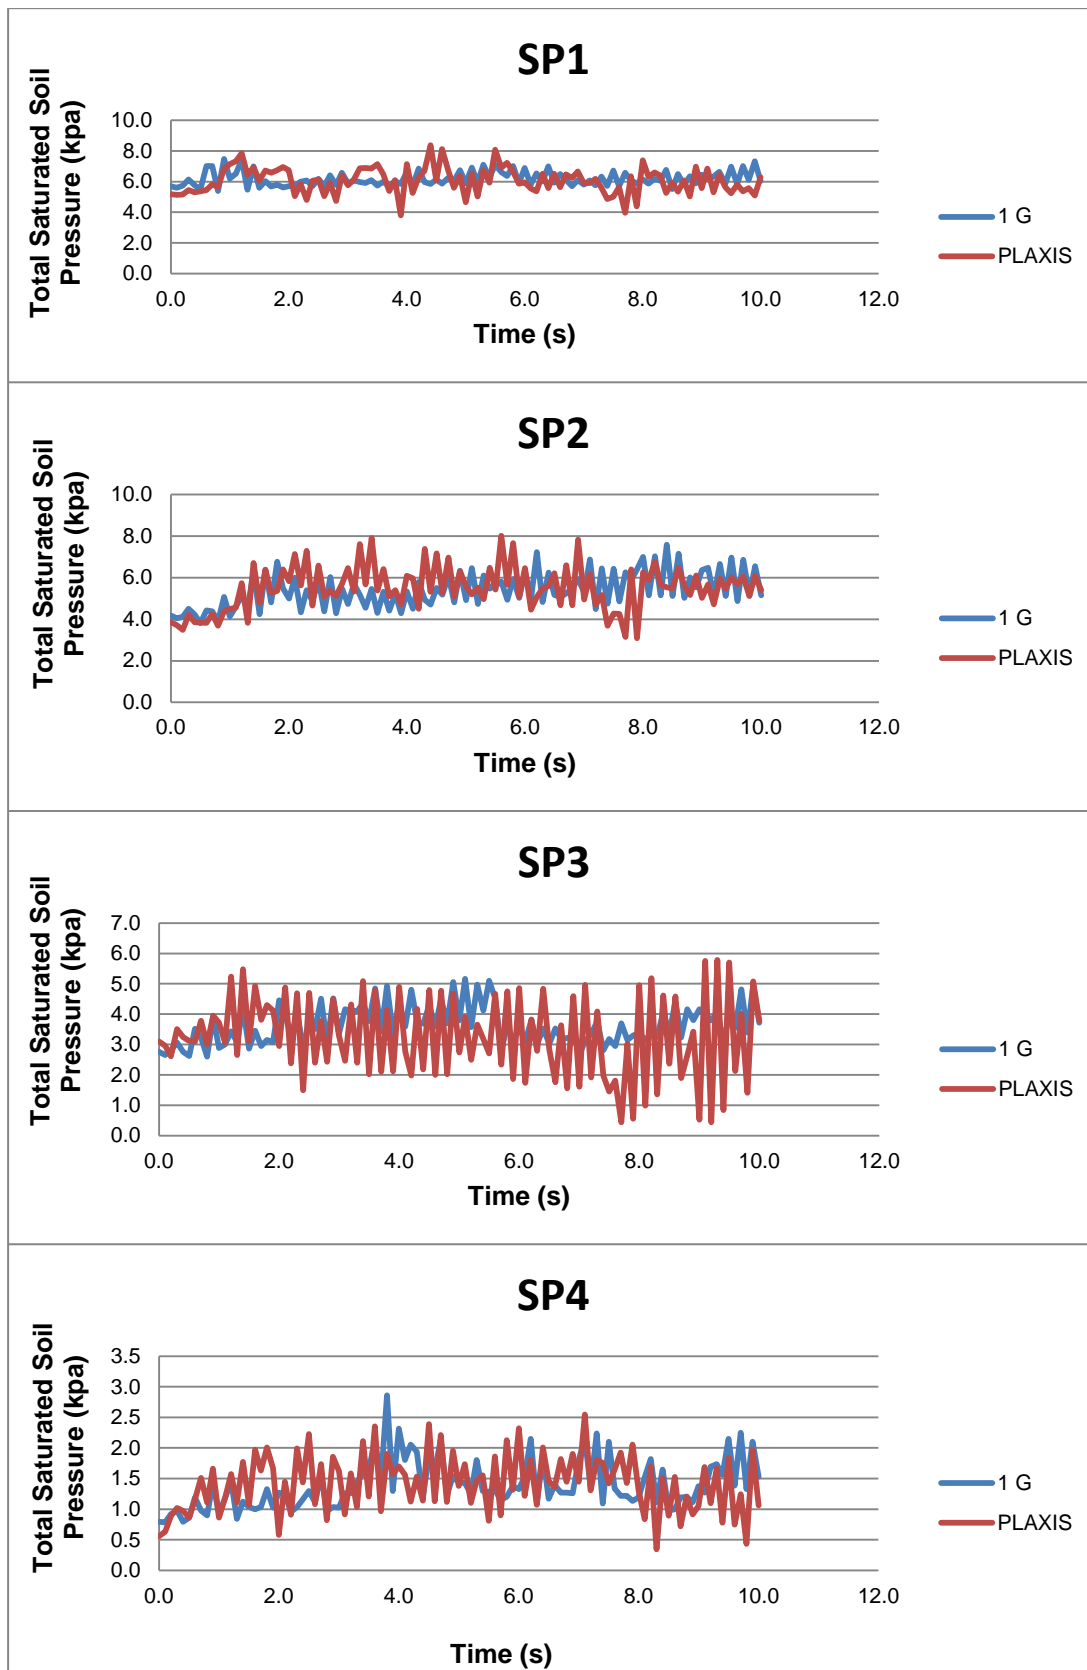 SP1
Total Saturated Soil
Pressure (kpa)
10.0
8.0
6.0
4.0
2.0
0.0
0.0 2.0 4.0 6.0 8.0 10.0 12.0
Time (s)
1 G
PLAXIS
SP2
Total Saturated Soil
Pressure (kpa)
10.0
8.0
6.0
4.0
2.0
0.0
0.0 2.0 4.0 6.0 8.0 10.0 12.0
Time (s)
1 G
PLAXIS
SP3
Total Saturated Soil
Pressure (kpa)
7.0
6.0
5.0
4.0
3.0
2.0
1.0
0.0
0.0 2.0 4.0 6.0 8.0 10.0 12.0
Time (s)
1 G
PLAXIS
SP4
Total Saturated Soil
Pressure (kpa)
3.5
3.0
2.5
2.0
1.5
1.0
0.5
0.0
0.0 2.0 4.0 6.0 8.0 10.0 12.0
Time (s)
1 G
PLAXIS